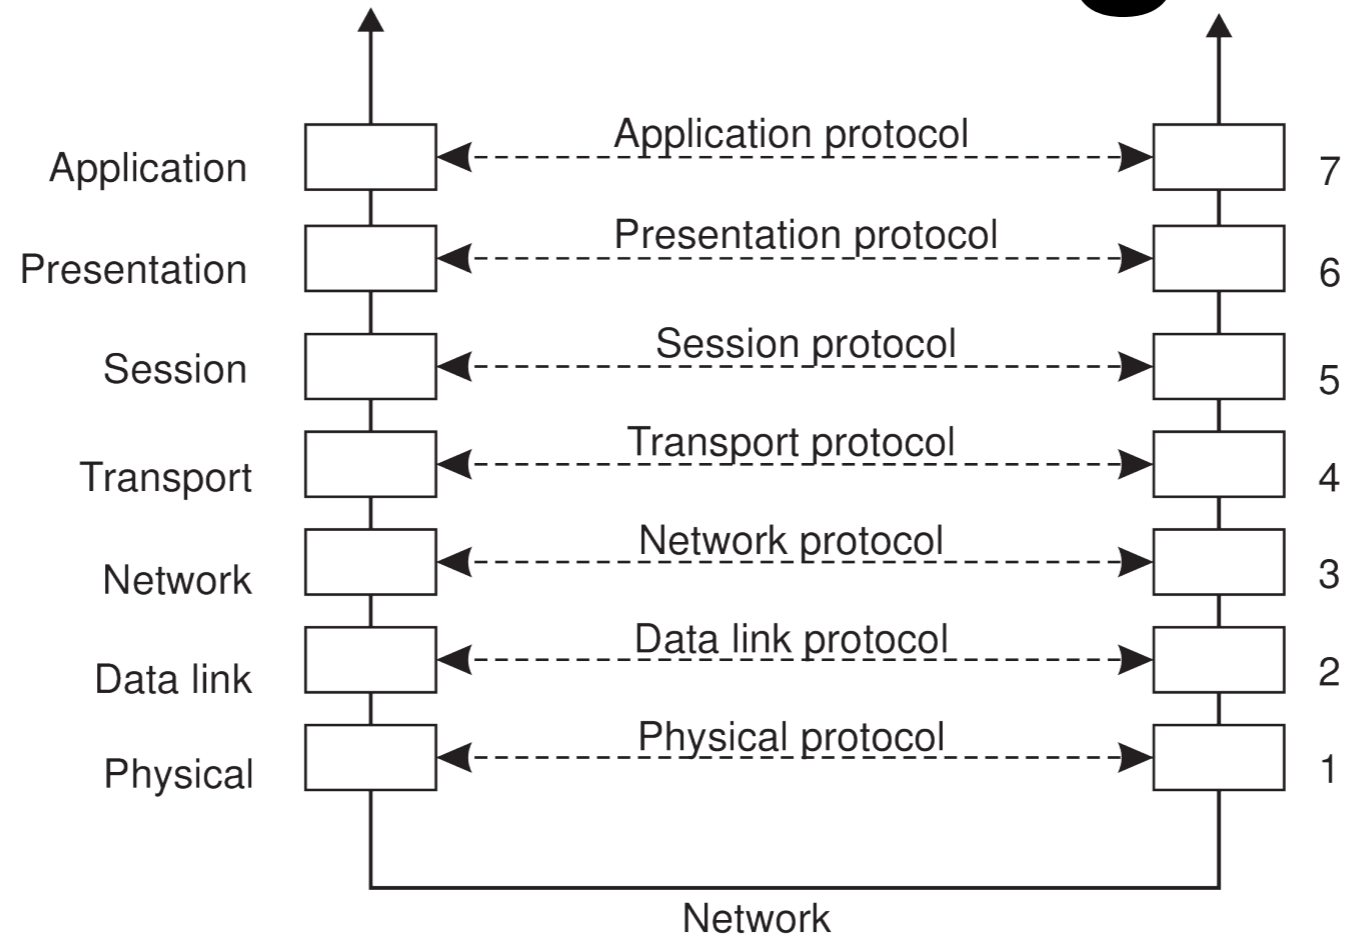 Application
Application protocol
7
Presentation
Presentation protocol
6
Session
Session protocol
5
Transport
Transport protocol
4
Network
Network protocol
3
Data link
Data link protocol
2
Physical
Physical protocol
1
Network